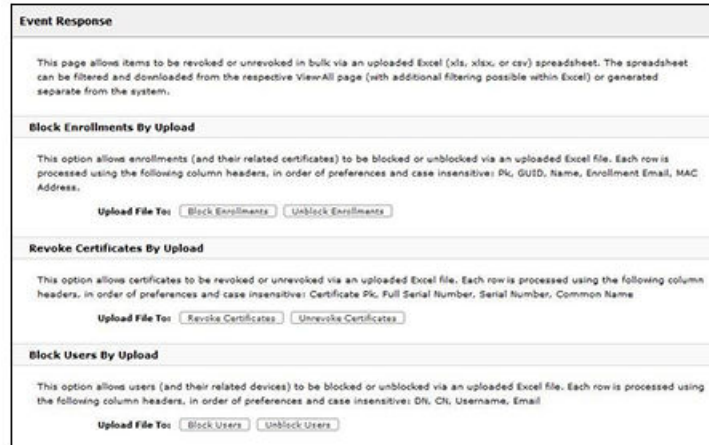 Event Response
This page allows items to be revoked or unrevoked in bulk via an uploaded Excel (xls, xlsx, or csv) spreadsheet. The spreadsheet
can be filtered and downloaded from the respective View-All page (with additional filtering possible within Excel) or generated
separate from the system.
Block Enrollments By Upload
This option allows enrollments (and their related certificates) to be blocked or unblocked via an uploaded Excel file. Each row is
processed using the following column headers, in order of preferences and case insensitive: Pk, GUID, Name, Enrollment Email, MAC
Address.
Upload File To: Block Enrollments Unblock Enrollments
Revoke Certificates By Upload
This option allows certificates to be revoked or unrevoked via an uploaded Excel file. Each row is processed using the following column
headers, in order of preferences and case insensitive: Certificate Pk, Full Serial Number, Serial Number, Common Name
Upload File To: Revoke Certificates Unrevoke Certificates
Block Users By Upload
This option allows users (and their related devices) to be blocked or unblocked via an uploaded Excel file. Each row is processed using
the following column headers, in order of preferences and case insensitive: DN, CN, Username, Email
Upload File To: Block Users Unblock Users